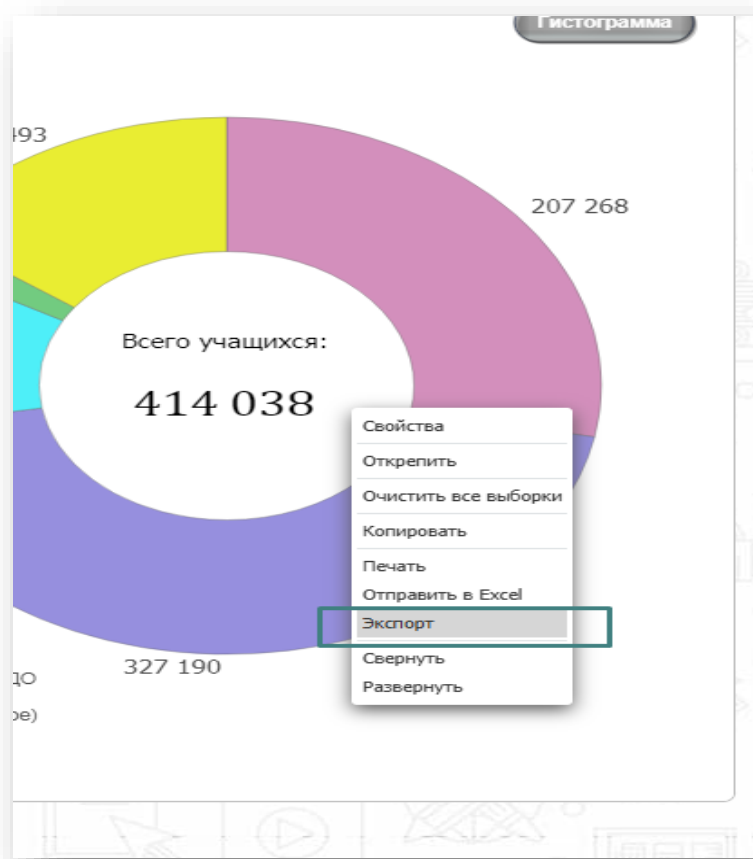 Гистограмма
493
207 268
Всего учащихся:
414 038
Свойства
Открепить
Очистить все выборки
Копировать
Печать
Отправить в Excel
Экспорт
Свернуть
Развернуть
327 190
ДО
ое)